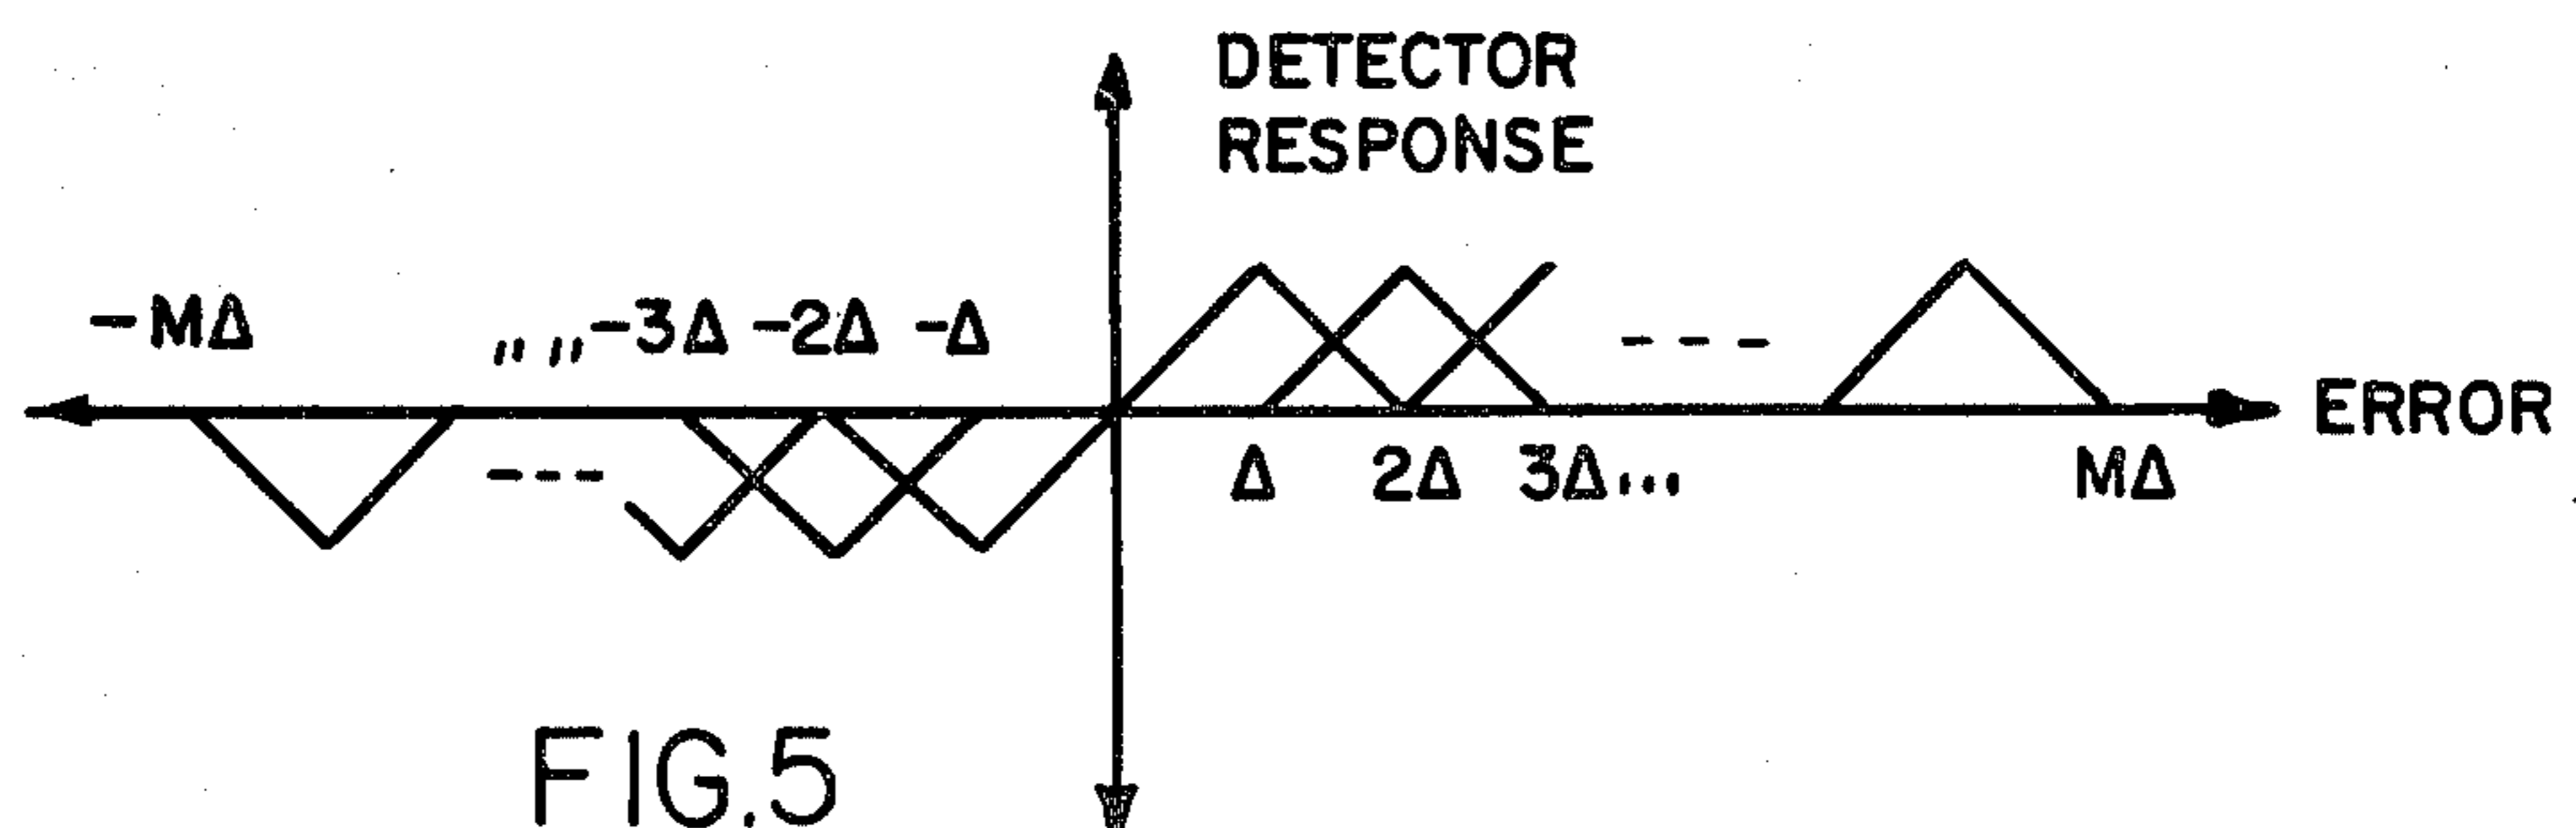 DETECTOR
RESPONSE
-MΔ ,,,, -3Δ -2Δ -Δ
ERROR
Δ 2Δ 3Δ... MΔ
FIG.5